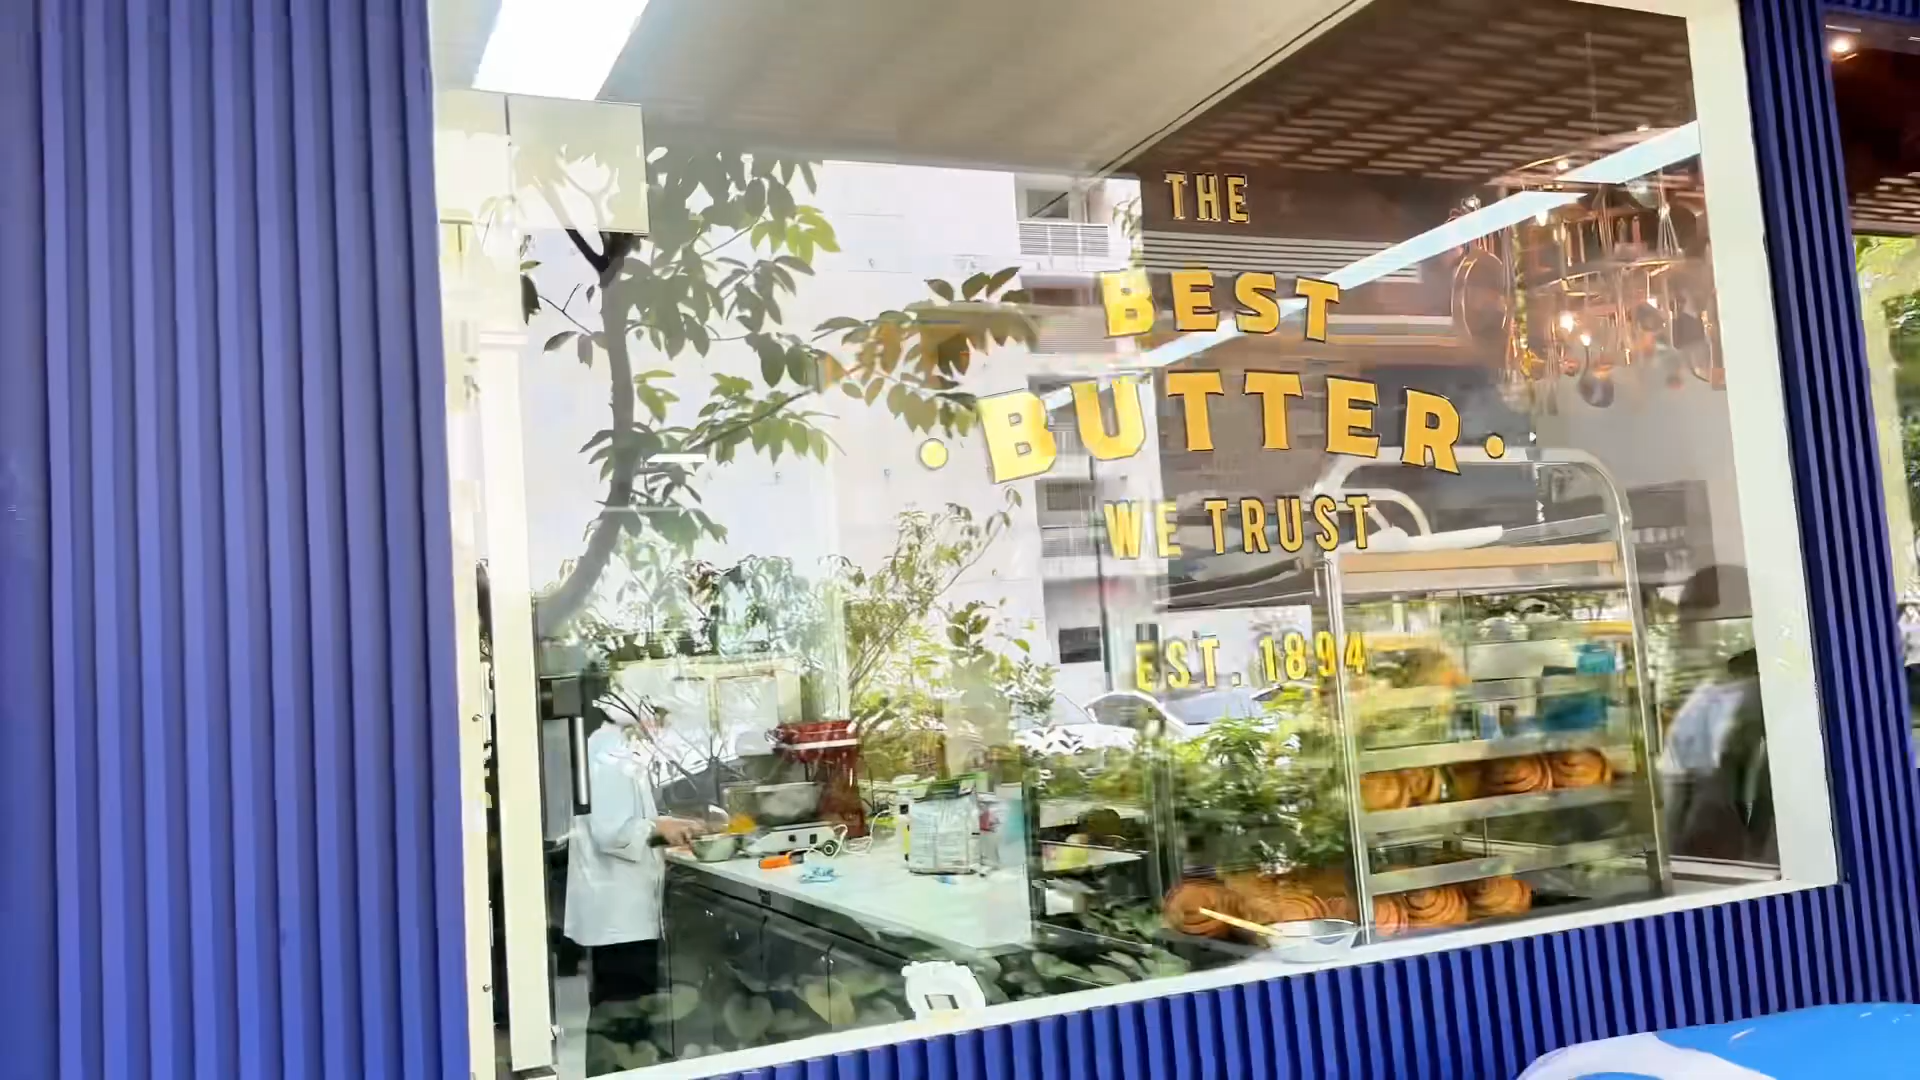 THE
BEST
• BUTTER •
WE TRUST
EST. 1894